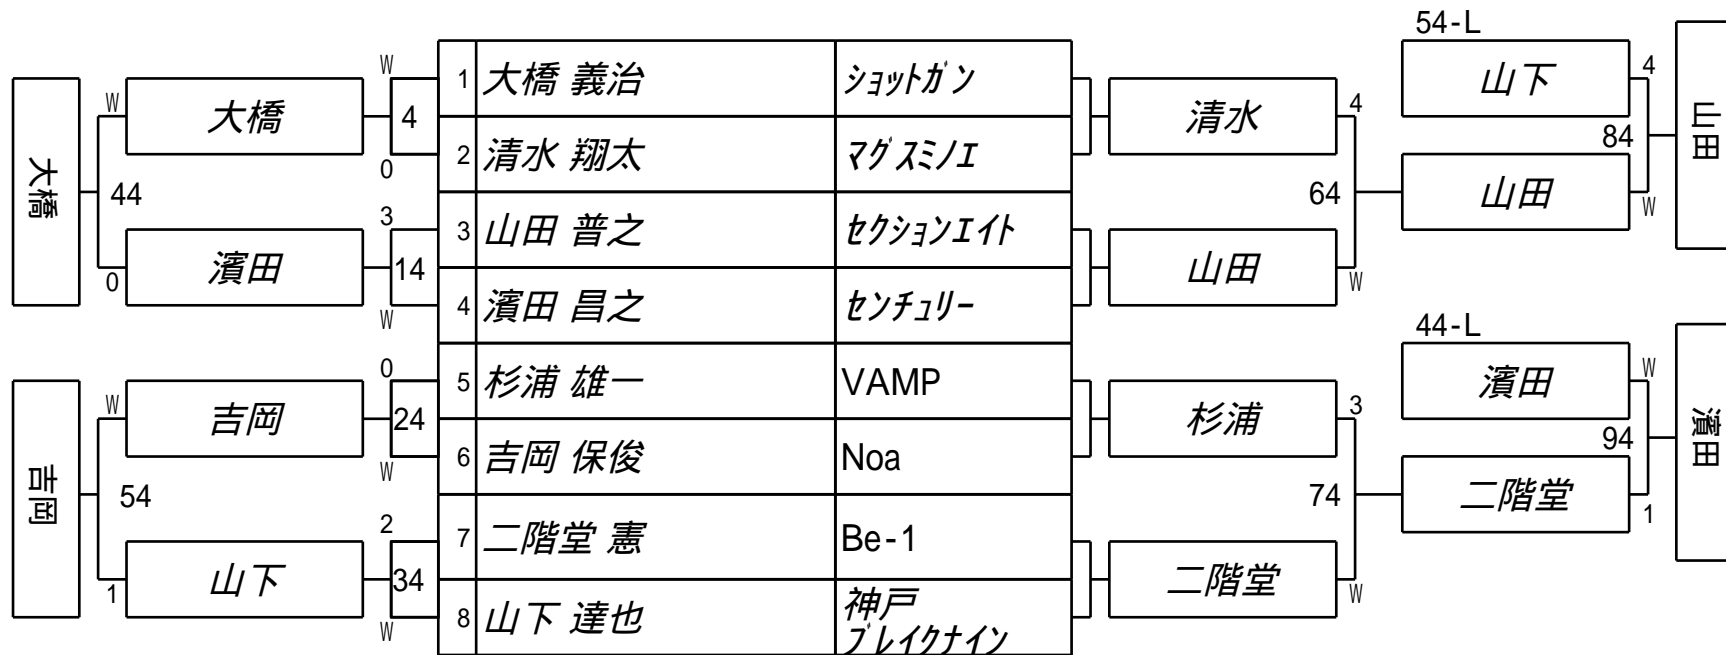 54-L
W
1 大橋 義治 ショットガン
山下 4
W 大橋 4
清水 4
山田
84
2 清水 翔太 マグスミノエ
0
大橋 44
64 山田 W
3
3 山田 普之 セクションエイト
0 濱田 14
山田 W
4 濱田 昌之 センチュリー
W
44-L
0
5 杉浦 雄一 VAMP
濱田 W
W 吉岡 24
杉浦 3
濱田
94
6 吉岡 保俊 Noa
W
吉岡 54
74 二階堂 1
2
7 二階堂 憲 Be-1
1 山下 34
二階堂 W
8 山下 達也 神戸
ブレイクナイン
W